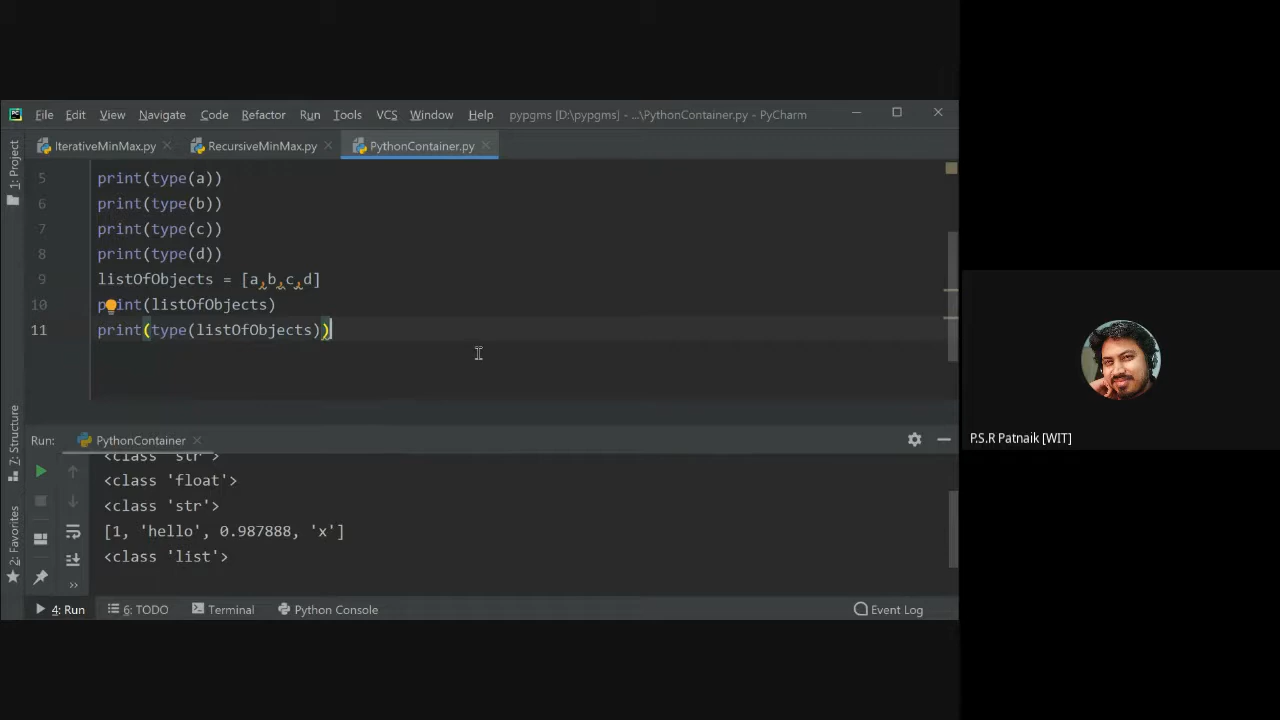 File Edit View Navigate Code Refactor Run Tools VCS Window Help pypgms [D:\pypgms] - ...\PythonContainer.py - PyCharm
IterativeMinMax.py RecursiveMinMax.py PythonContainer.py
1: Project
5 print(type(a))
6 print(type(b))
7 print(type(c))
8 print(type(d))
9 listOfObjects = [a,b,c,d]
10 print(listOfObjects)
11 print(type(listOfObjects))
7: Structure
2: Favorites
Run: PythonContainer
<class 'str'>
<class 'float'>
<class 'str'>
[1, 'hello', 0.987888, 'x']
<class 'list'>
4: Run 6: TODO Terminal Python Console Event Log
P.S.R Patnaik [WIT]